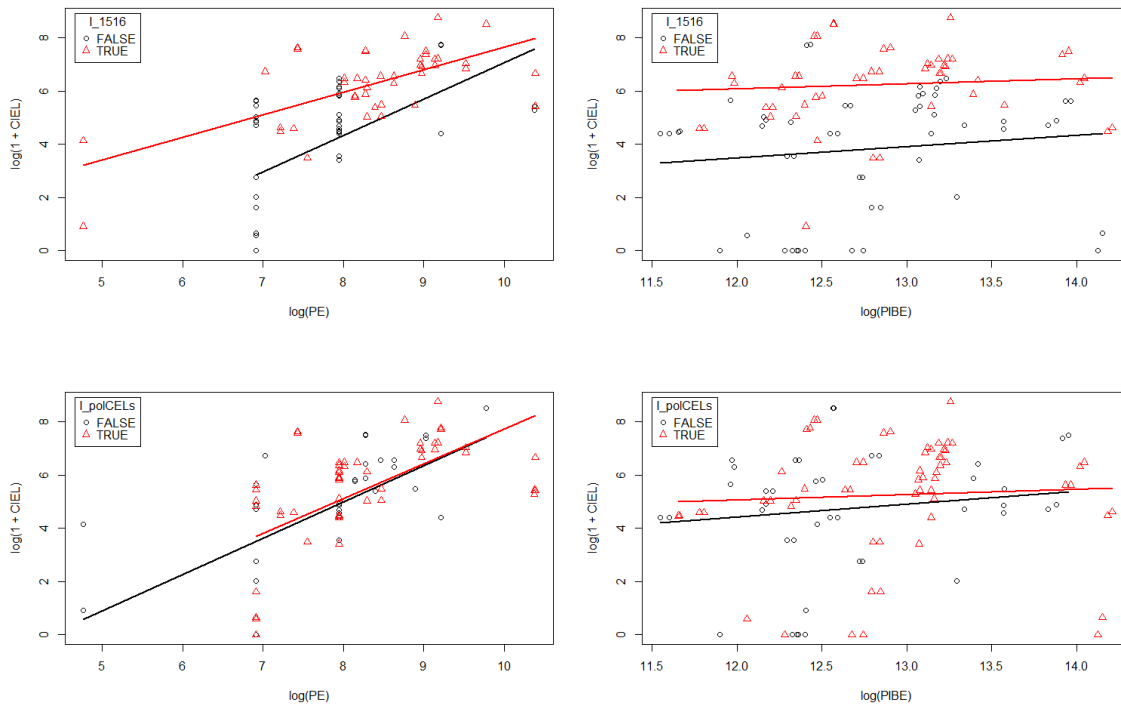 I_1516
FALSE
TRUE
log(1 + CIEL)
0 2 4 6 8
5 6 7 8 9 10
log(PE)
I_1516
FALSE
TRUE
log(1 + CIEL)
0 2 4 6 8
11.5 12.0 12.5 13.0 13.5 14.0
log(PIBE)
I_polCELs
FALSE
TRUE
log(1 + CIEL)
0 2 4 6 8
5 6 7 8 9 10
log(PE)
I_polCELs
FALSE
TRUE
log(1 + CIEL)
0 2 4 6 8
11.5 12.0 12.5 13.0 13.5 14.0
log(PIBE)